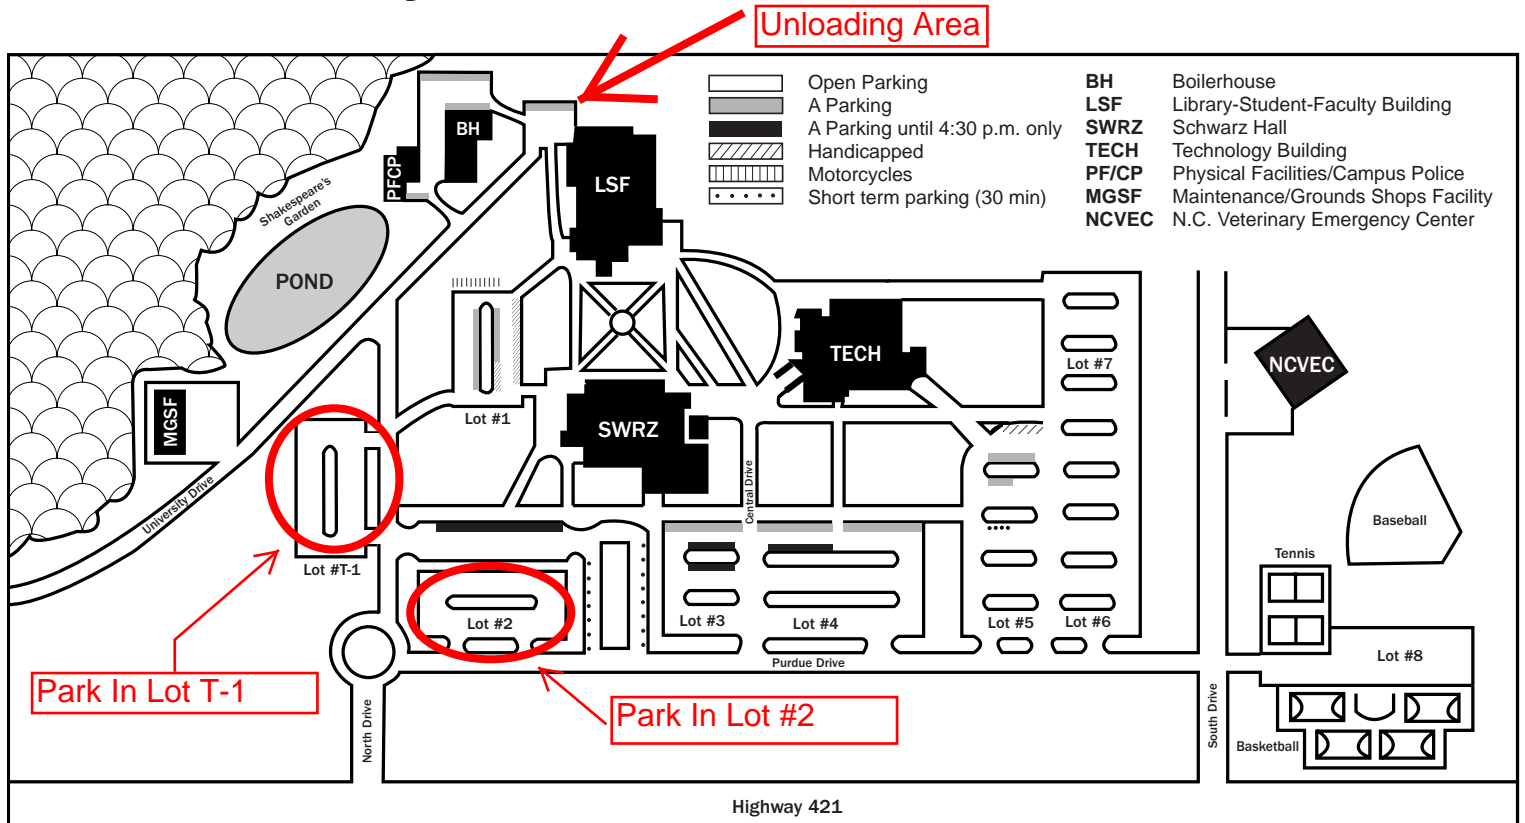 Unloading Area
Open Parking
A Parking
A Parking until 4:30 p.m. only
Handicapped
Motorcycles
Short term parking (30 min)
BH Boilerhouse
LSF Library-Student-Faculty Building
SWRZ Schwarz Hall
TECH Technology Building
PF/CP Physical Facilities/Campus Police
MGSF Maintenance/Grounds Shops Facility
NCVEC N.C. Veterinary Emergency Center
BH
PFCP
LSF
Shakespeare's
Garden
POND
TECH
NCVEC
Lot #7
MGSF
Lot #1
SWRZ
University Drive
Central Drive
Baseball
Tennis
Lot #T-1
Lot #2
Lot #3
Lot #4
Lot #5
Lot #6
Purdue Drive
Lot #8
Park In Lot T-1
Park In Lot #2
North Drive
South Drive
Basketball
Highway 421